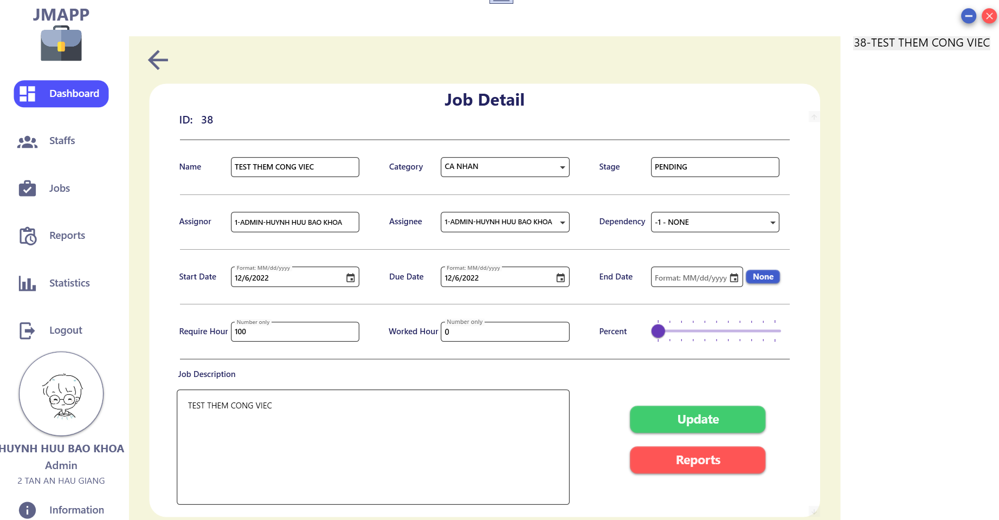 JMAPP
Dashboard
Staffs
Jobs
Reports
Statistics
Logout
HUYNH HUU BAO KHOA
Admin
2 TAN AN HAU GIANG
Information
Job Detail
ID: 38
Name TEST THEM CONG VIEC Category CA NHAN Stage PENDING
Assignor 1-ADMIN-HUYNH HUU BAO KHOA Assignee 1-ADMIN-HUYNH HUU BAO KHOA Dependency -1 - NONE
Format: MM/dd/yyyy Format: MM/dd/yyyy
Start Date 12/6/2022 Due Date 12/6/2022 End Date Format: MM/dd/yyyy None
Number only Number only
Require Hour 100 Worked Hour 0 Percent
Job Description
TEST THEM CONG VIEC
Update
Reports
38-TEST THEM CONG VIEC